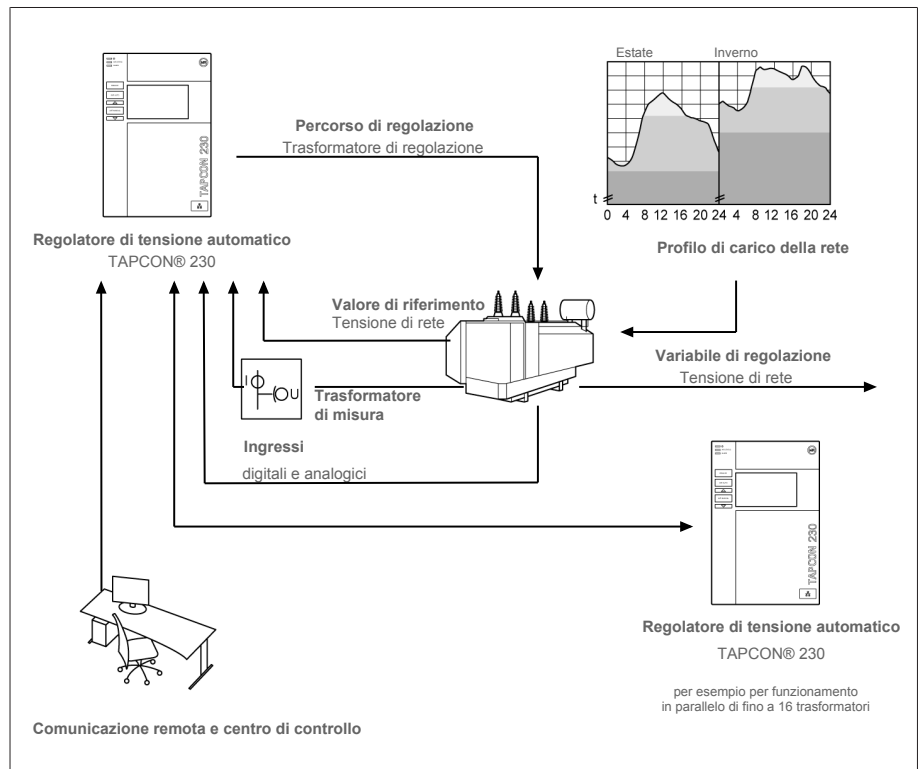 Estate
Inverno
TAPCON 230
Percorso di regolazione
Trasformatore di regolazione
t
0 4 8 12 16 20 24 4 8 12 16 20 24
Regolatore di tensione automatico
TAPCON® 230
Profilo di carico della rete
Valore di riferimento
Tensione di rete
Variabile di regolazione
Tensione di rete
I
U
Trasformatore
di misura
Ingressi
digitali e analogici
TAPCON 230
Regolatore di tensione automatico
TAPCON® 230
per esempio per funzionamento
in parallelo di fino a 16 trasformatori
Comunicazione remota e centro di controllo